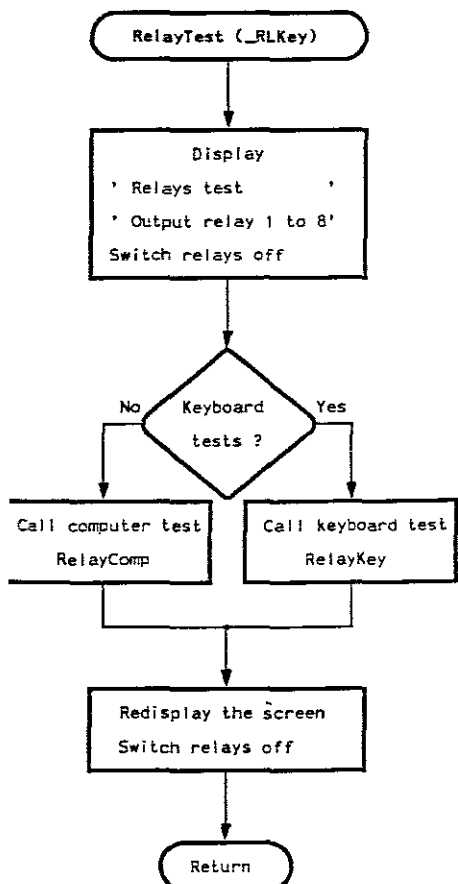 RelayTest (_RLKey)
Display
' Relays test '
' Output relay 1 to 8'
Switch relays off
Keyboard
tests ?
No
Yes
Call computer test
RelayComp
Call keyboard test
RelayKey
Redisplay the screen
Switch relays off
Return